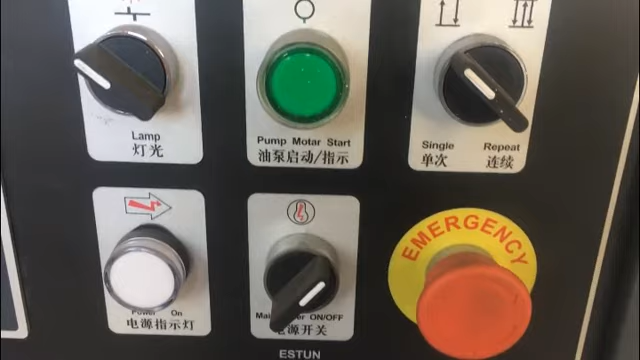 Lamp
灯光
Pump Motar Start
油泵启动/指示
Single Repeat
单次 连续
Power On
电源指示灯
ON/OFF
电源开关
EMERGENCY
ESTUN